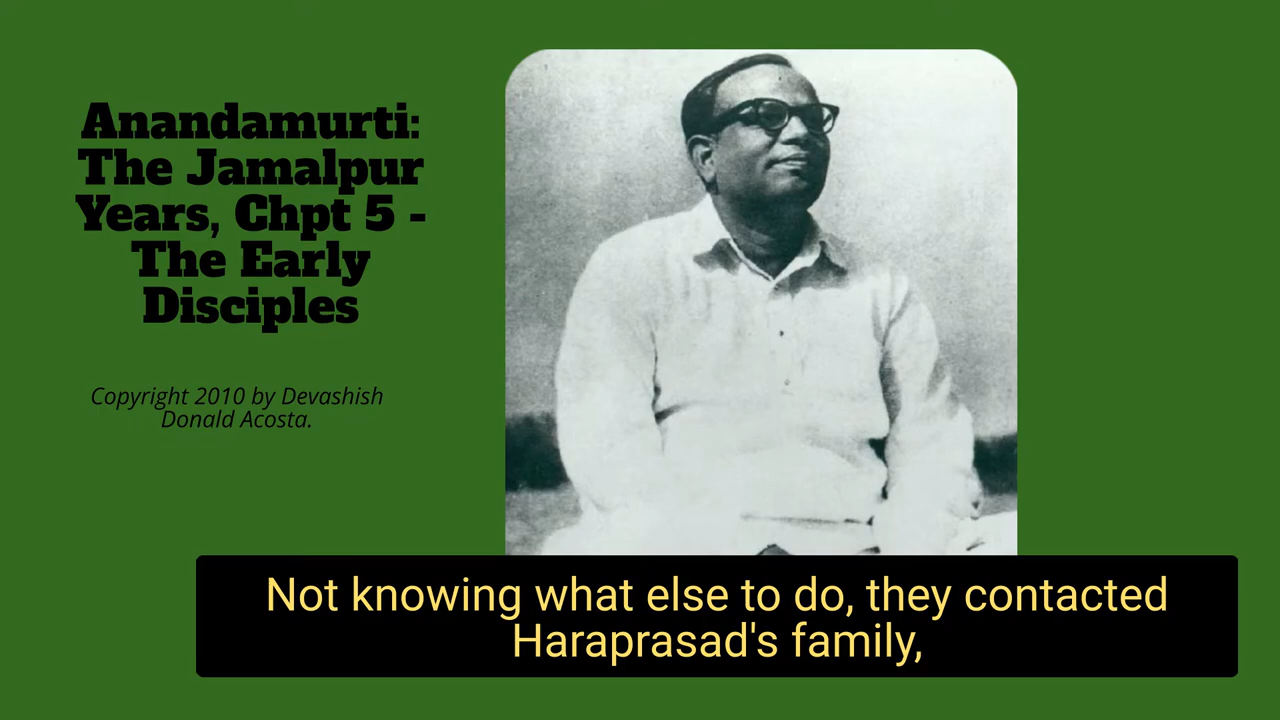 Anandamurti:
The Jamalpur
Years, Chpt 5 -
The Early
Disciples
Copyright 2010 by Devashish
Donald Acosta.
Not knowing what else to do, they contacted
Haraprasad's family,